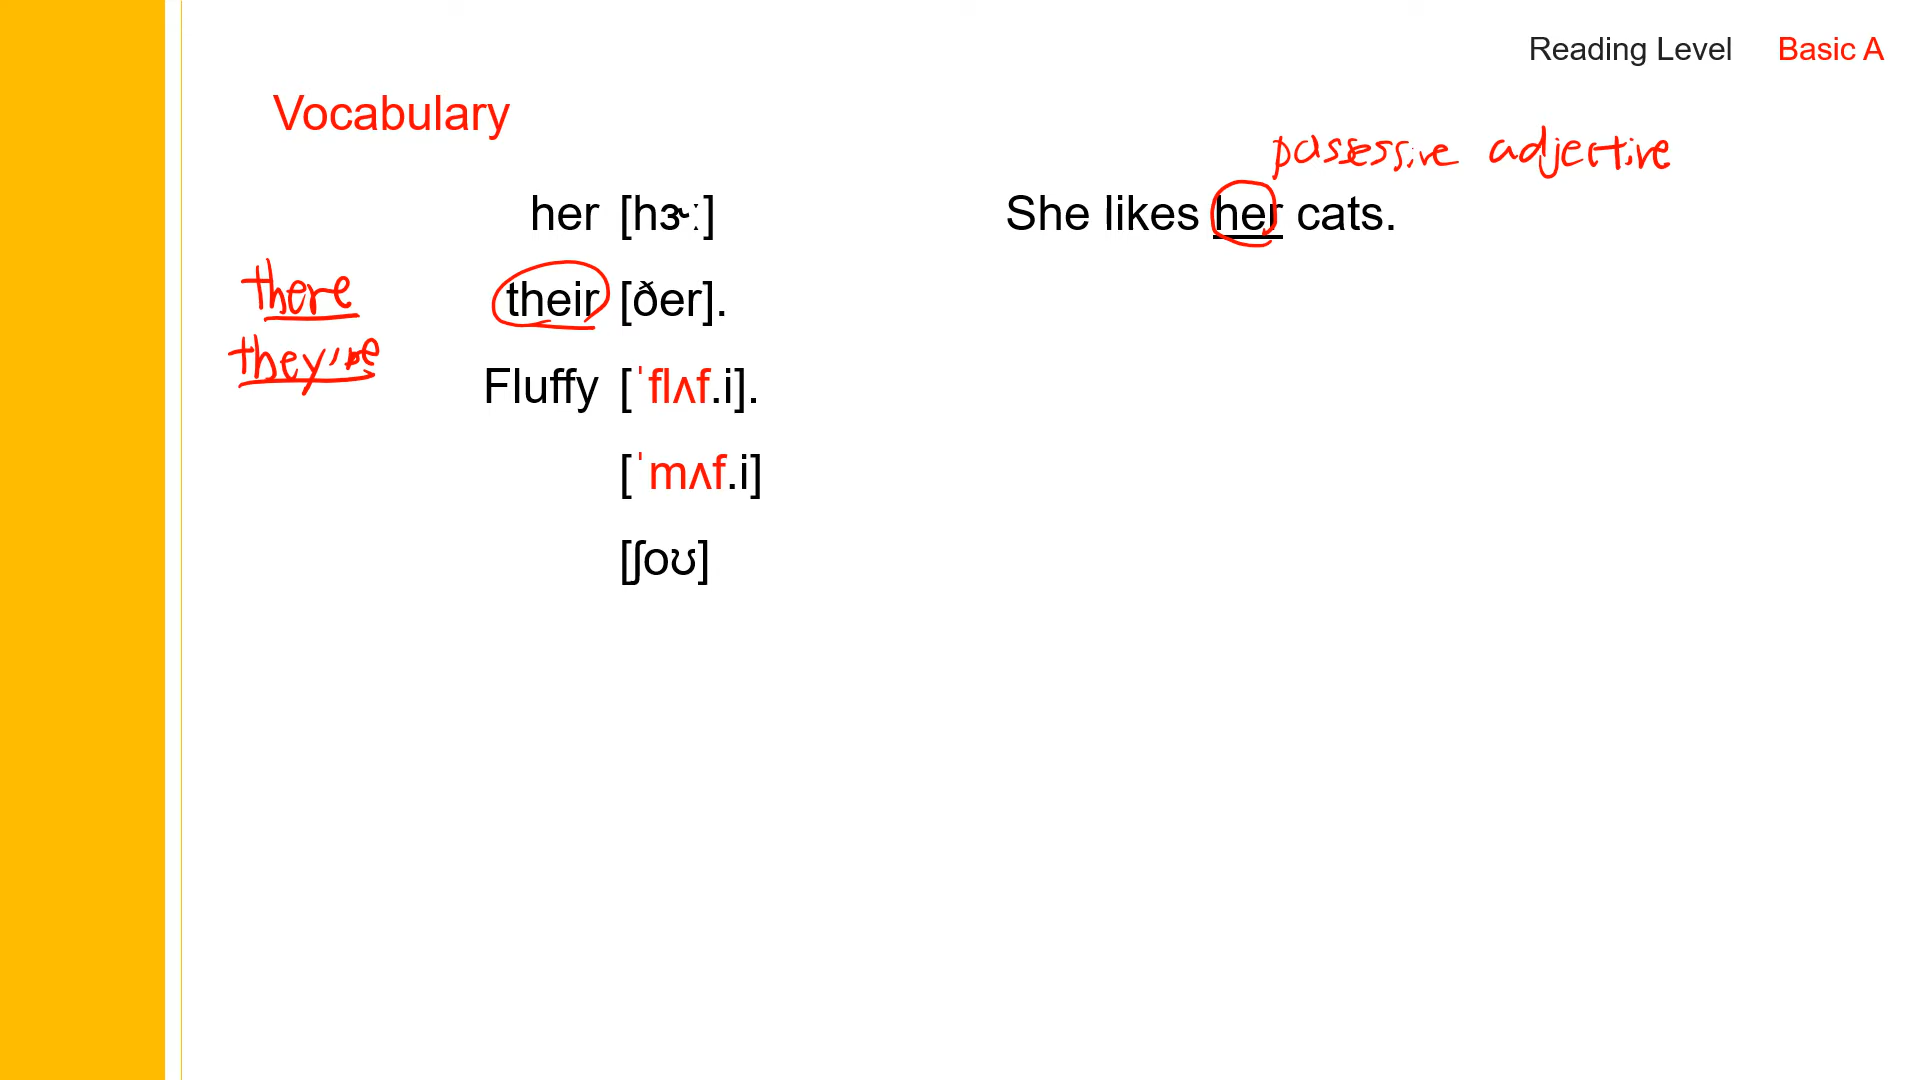 Reading Level Basic A
Vocabulary
possessive adjective
her [hɝː] She likes her cats.
there
their [ðer].
they're
Fluffy [ˈflʌf.i].
[ˈmʌf.i]
[ʃoʊ]